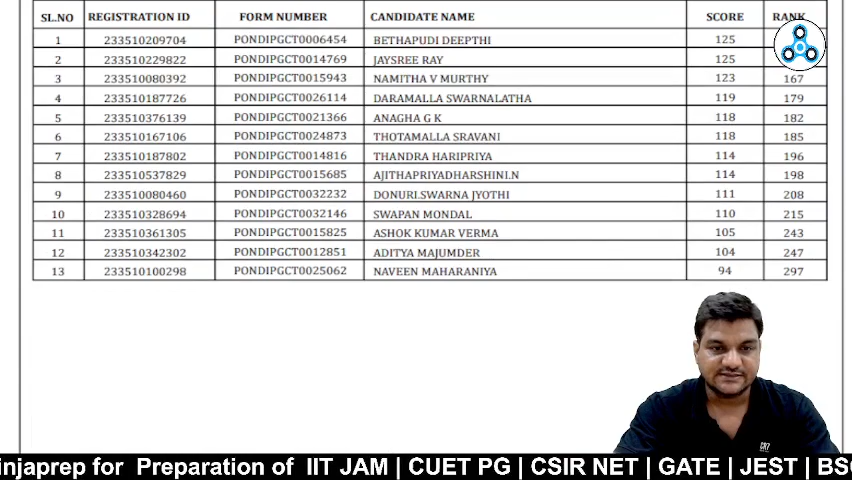 SL.NO REGISTRATION ID FORM NUMBER CANDIDATE NAME SCORE RANK
1 233510209704 PONDIPGCT0006454 BETHAPUDI DEEPTHI 125
2 233510229822 PONDIPGCT0014769 JAYSREE RAY 125
3 233510080392 PONDIPGCT0015943 NAMITHA V MURTHY 123 167
4 233510187726 PONDIPGCT0026114 DARAMALLA SWARNALATHA 119 179
5 233510376139 PONDIPGCT0021366 ANAGHA G K 118 182
6 233510167106 PONDIPGCT0024873 THOTAMALLA SRAVANI 118 185
7 233510187802 PONDIPGCT0014816 THANDRA HARIPRIYA 114 196
8 233510537829 PONDIPGCT0015685 AJITHAPRIYADHARSHINI.N 114 198
9 233510080460 PONDIPGCT0032232 DONURI.SWARNA JYOTHI 111 208
10 233510328694 PONDIPGCT0032146 SWAPAN MONDAL 110 215
11 233510361305 PONDIPGCT0015825 ASHOK KUMAR VERMA 105 243
12 233510342302 PONDIPGCT0012851 ADITYA MAJUMDER 104 247
13 233510100298 PONDIPGCT0025062 NAVEEN MAHARANIYA 94 297
injaprep for Preparation of IIT JAM | CUET PG | CSIR NET | GATE | JEST | BSC